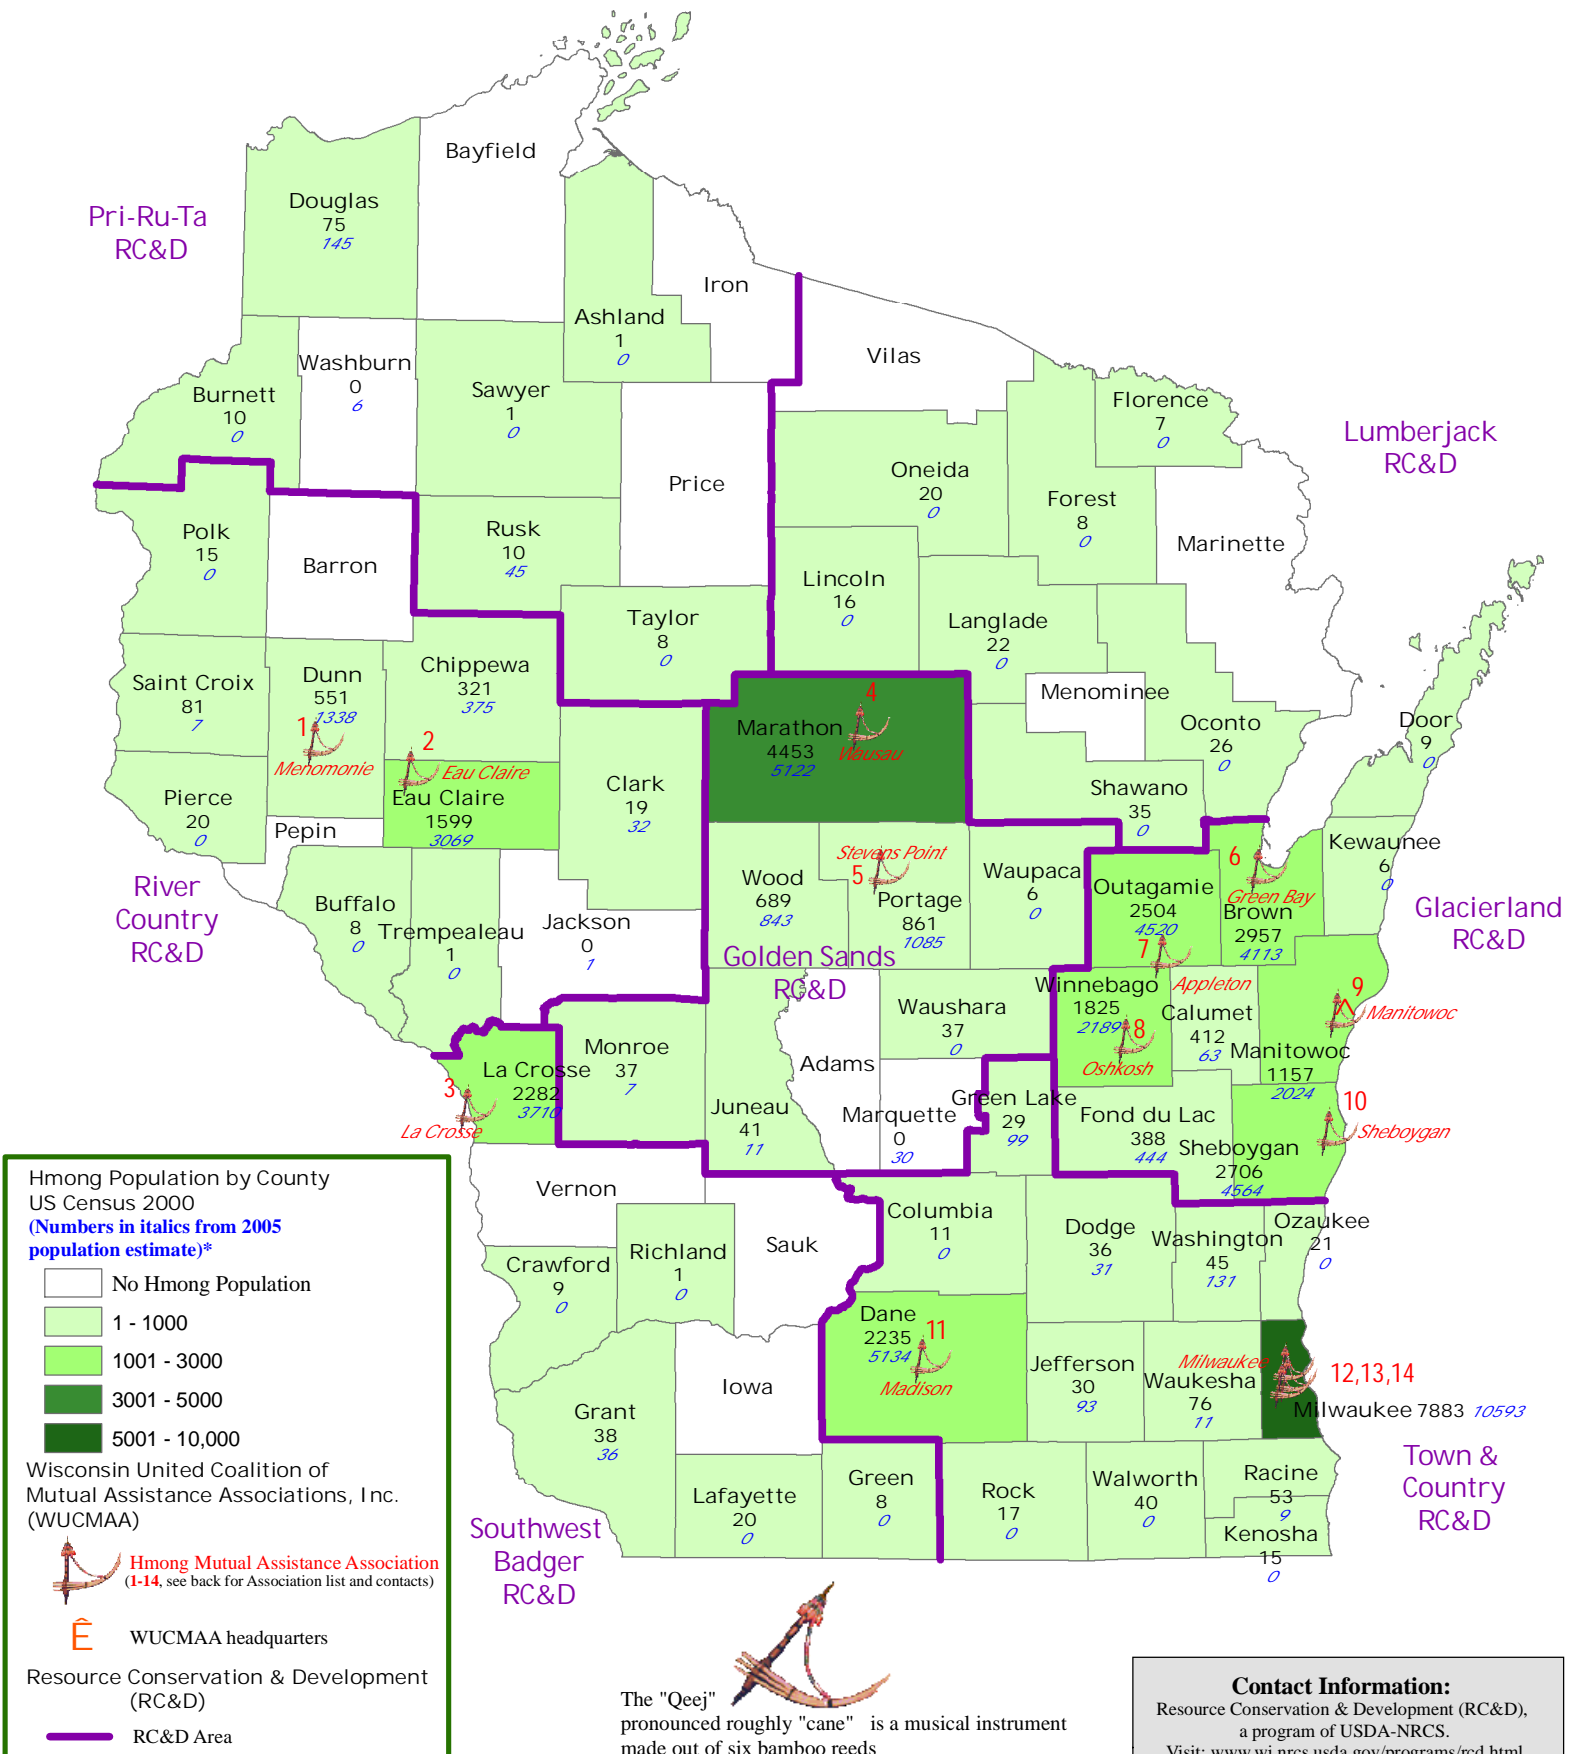 Bayfield
Douglas
75
145
Pri-Ru-Ta
RC&D
Iron
Ashland
1
0
Vilas
Washburn
0
6
Burnett
10
0
Sawyer
1
0
Florence
7
0
Lumberjack
RC&D
Price
Oneida
20
0
Forest
8
0
Marinette
Polk
15
0
Barron
Rusk
10
45
Lincoln
16
0
Taylor
8
0
Langlade
22
0
Saint Croix
81
7
Dunn
551
1338
1
Menomonie
Chippewa
321
375
2
Eau Claire
Eau Claire
1599
3069
Menominee
Marathon
4453
5122
4
Wausau
Oconto
26
0
Door
9
0
Pierce
20
0
Pepin
Clark
19
32
Shawano
35
0
Kewaunee
6
0
River
Country
RC&D
Buffalo
8
0
Trempealeau
1
0
Jackson
0
1
Wood
689
843
Stevens Point
5
Portage
861
1085
Waupaca
6
0
Outagamie
2504
4520
7
Appleton
6
Green Bay
Brown
2957
4113
Glacierland
RC&D
Golden Sands
RC&D
Waushara
37
0
Winnebago
1825
2189
8
Oshkosh
Calumet
412
63
9
Manitowoc
Manitowoc
1157
2024
3
La Crosse
La Crosse
2282
3710
Monroe
37
7
Juneau
41
11
Adams
Marquette
0
30
Green Lake
29
99
Fond du Lac
388
444
10
Sheboygan
Sheboygan
2706
4564
Vernon
Sauk
Columbia
11
0
Dodge
36
31
Washington
45
131
Ozaukee
21
0
Crawford
9
0
Richland
1
0
Dane
2235
5134
11
Madison
Iowa
Jefferson
30
93
Milwaukee
Waukesha
76
11
12,13,14
Milwaukee 7883 10593
Grant
38
36
Lafayette
20
0
Green
8
0
Rock
17
0
Walworth
40
0
Racine
53
9
Kenosha
15
0
Town &
Country
RC&D
Southwest
Badger
RC&D
Hmong Population by County
US Census 2000
(Numbers in italics from 2005
population estimate)*
No Hmong Population
1 - 1000
1001 - 3000
3001 - 5000
5001 - 10,000
Wisconsin United Coalition of
Mutual Assistance Associations, Inc.
(WUCMAA)
Hmong Mutual Assistance Association
(1-14, see back for Association list and contacts)
Ê WUCMAA headquarters
Resource Conservation & Development
(RC&D)
RC&D Area
The "Qeej"
pronounced roughly "cane" is a musical instrument
made out of six bamboo reeds
Contact Information:
Resource Conservation & Development (RC&D),
a program of USDA-NRCS.
Visit: www.wi.nrcs.usda.gov/programs/rcd.html